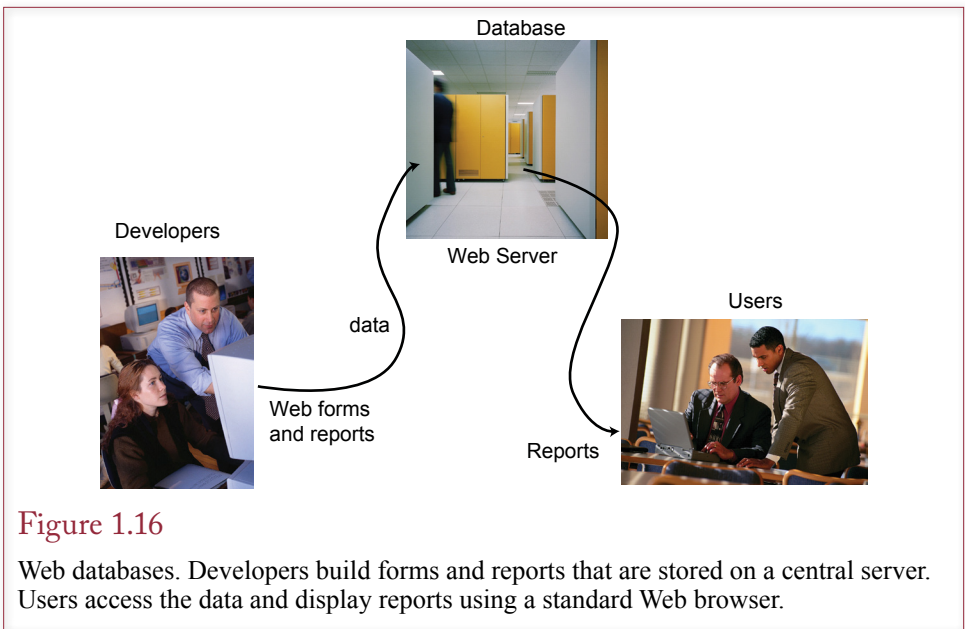 Database
Web Server
Developers
data
Web forms
and reports
Users
Reports
Figure 1.16
Web databases. Developers build forms and reports that are stored on a central server.
Users access the data and display reports using a standard Web browser.